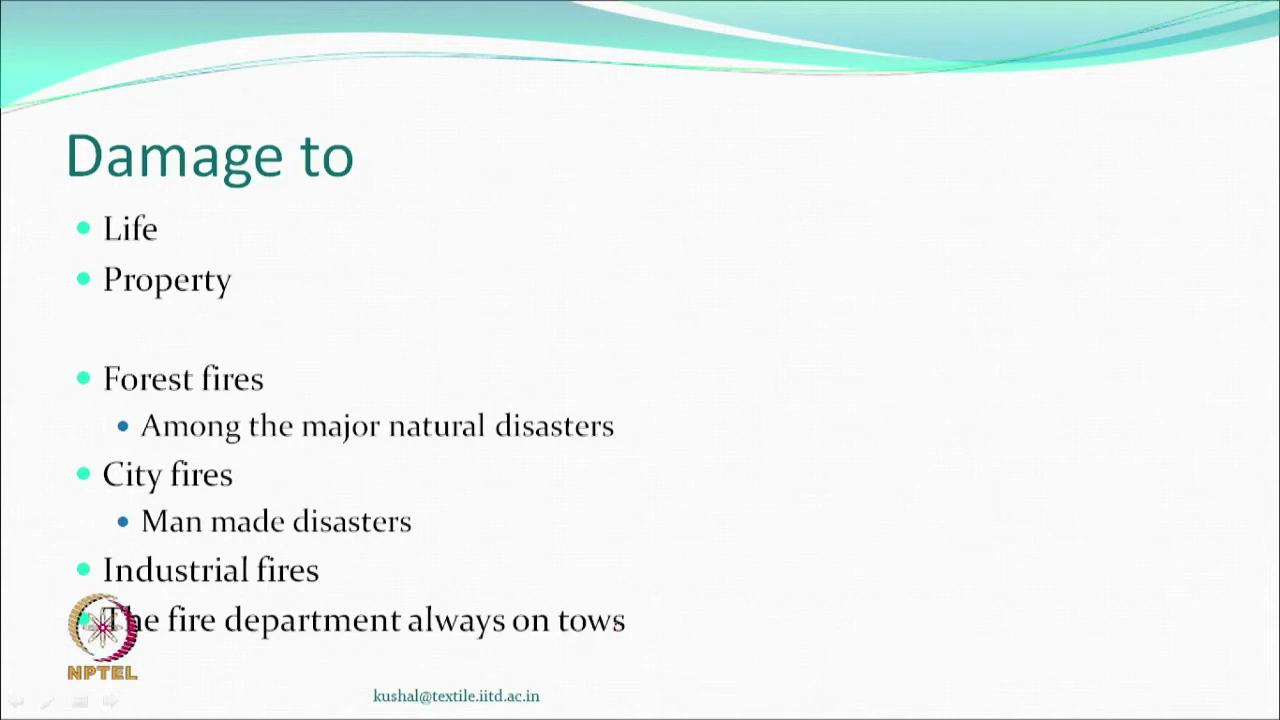 Damage to
Life
Property
Forest fires
Among the major natural disasters
City fires
Man made disasters
Industrial fires
The fire department always on tows
NPTEL
kushal@textile.iitd.ac.in